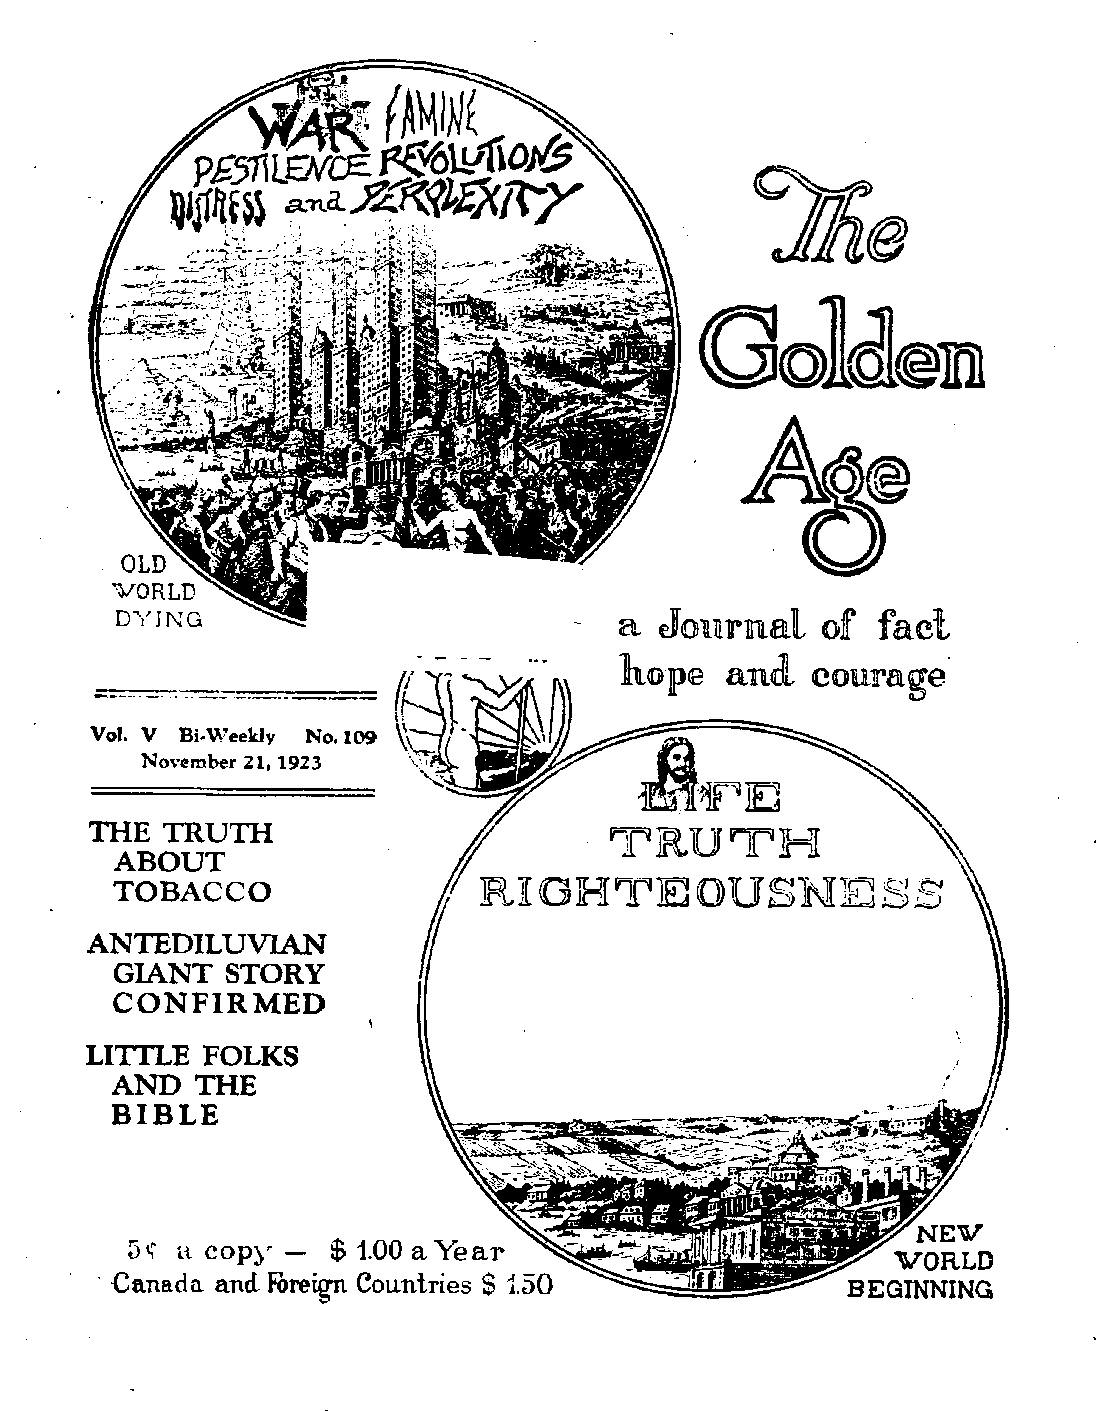 WAR FAMINE
PESTILENCE REVOLUTIONS
DISTRESS and PERPLEXITY
The
Golden
Age
OLD
WORLD
DYING
a Journal of fact
hope and courage
Vol. V Bi-Weekly No. 109
November 21, 1923
THE TRUTH
ABOUT
TOBACCO
ANTEDILUVIAN
GIANT STORY
CONFIRMED
LITTLE FOLKS
AND THE
BIBLE
LIFE
TRUTH
RIGHTEOUSNESS
5¢ a copy — $ 1.00 a Year
Canada and Foreign Countries $ 1.50
NEW
WORLD
BEGINNING